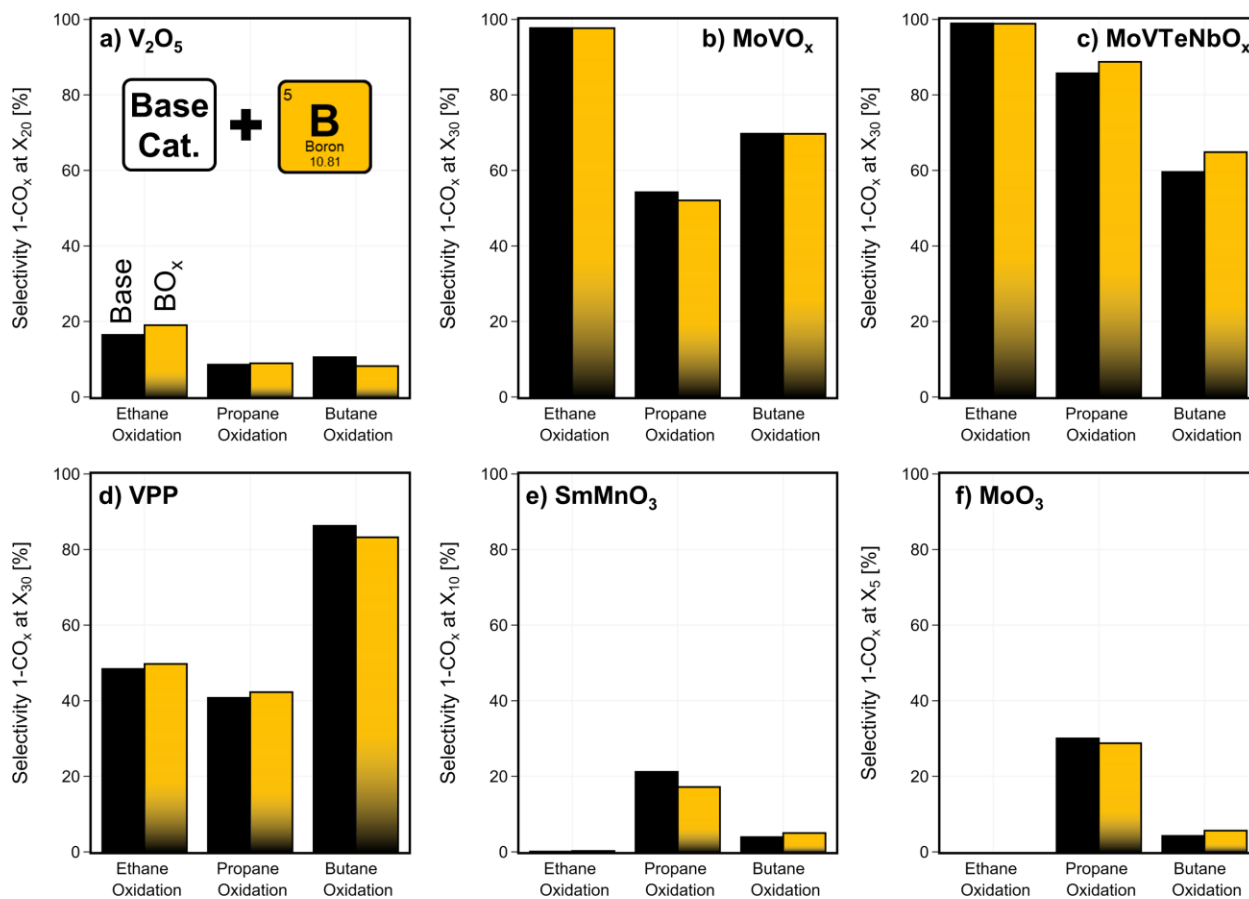 a) V₂O₅
Selectivity 1-COₓ at X₂₀ [%]
100
80
60
40
20
0
Base
Cat.
+
5
B
Boron
10.81
Base
BOₓ
Ethane
Oxidation
Propane
Oxidation
Butane
Oxidation
b) MoVOₓ
Selectivity 1-COₓ at X₃₀ [%]
100
80
60
40
20
0
Ethane
Oxidation
Propane
Oxidation
Butane
Oxidation
c) MoVTeNbOₓ
Selectivity 1-COₓ at X₃₀ [%]
100
80
60
40
20
0
Ethane
Oxidation
Propane
Oxidation
Butane
Oxidation
d) VPP
Selectivity 1-COₓ at X₃₀ [%]
100
80
60
40
20
0
Ethane
Oxidation
Propane
Oxidation
Butane
Oxidation
e) SmMnO₃
Selectivity 1-COₓ at X₁₀ [%]
100
80
60
40
20
0
Ethane
Oxidation
Propane
Oxidation
Butane
Oxidation
f) MoO₃
Selectivity 1-COₓ at X₅ [%]
100
80
60
40
20
0
Ethane
Oxidation
Propane
Oxidation
Butane
Oxidation